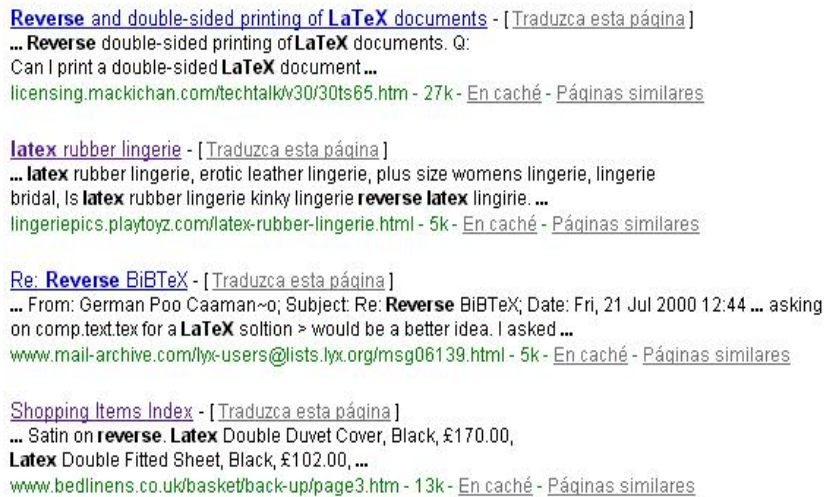 Reverse and double-sided printing of LaTeX documents - [ Traduzca esta página ]
... Reverse double-sided printing of LaTeX documents. Q:
Can I print a double-sided LaTeX document ...
licensing.mackichan.com/techtalk/v30/30ts65.htm - 27k - En caché - Páginas similares
latex rubber lingerie - [ Traduzca esta página ]
... latex rubber lingerie, erotic leather lingerie, plus size womens lingerie, lingerie
bridal, ls latex rubber lingerie kinky lingerie reverse latex lingirie. ...
lingeriepics.playtoyz.com/latex-rubber-lingerie.html - 5k - En caché - Páginas similares
Re: Reverse BiBTeX - [ Traduzca esta página ]
... From: German Poo Caaman~o; Subject: Re: Reverse BiBTeX; Date: Fri, 21 Jul 2000 12:44 ... asking
on comp.text.tex for a LaTeX soltion > would be a better idea. I asked ...
www.mail-archive.com/lyx-users@lists.lyx.org/msg06139.html - 5k - En caché - Páginas similares
Shopping Items Index - [ Traduzca esta página ]
... Satin on reverse. Latex Double Duvet Cover, Black, £170.00,
Latex Double Fitted Sheet, Black, £102.00, ...
www.bedlinens.co.uk/basket/back-up/page3.htm - 13k - En caché - Páginas similares